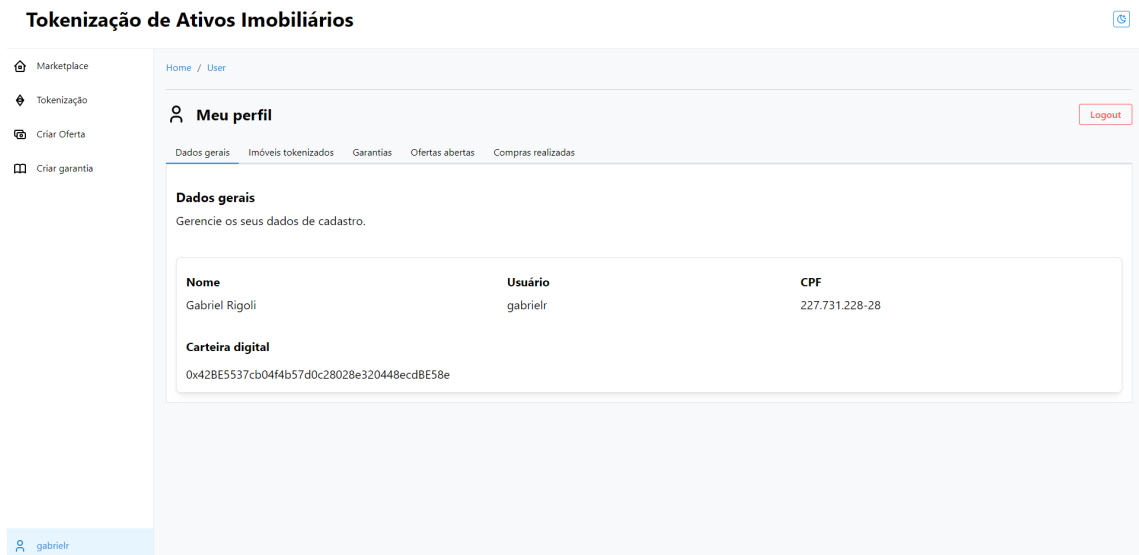 Tokenização de Ativos Imobiliários
Marketplace
Tokenização
Criar Oferta
Criar garantia
Home / User
Meu perfil
Logout
Dados gerais Imóveis tokenizados Garantias Ofertas abertas Compras realizadas
Dados gerais
Gerencie os seus dados de cadastro.
Nome Usuário CPF
Gabriel Rigoli gabrielr 227.731.228-28
Carteira digital
0x42BE5537cb04f4b57d0c28028e320448ecdBE58e
gabrielr